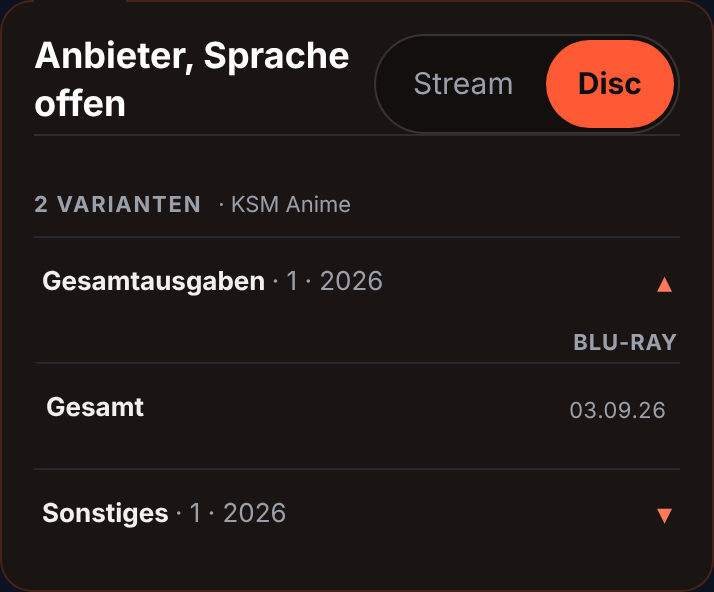 Anbieter, Sprache
offen
Stream Disc
2 VARIANTEN · KSM Anime
Gesamtausgaben · 1 · 2026 ▲
BLU-RAY
Gesamt 03.09.26
Sonstiges · 1 · 2026 ▼